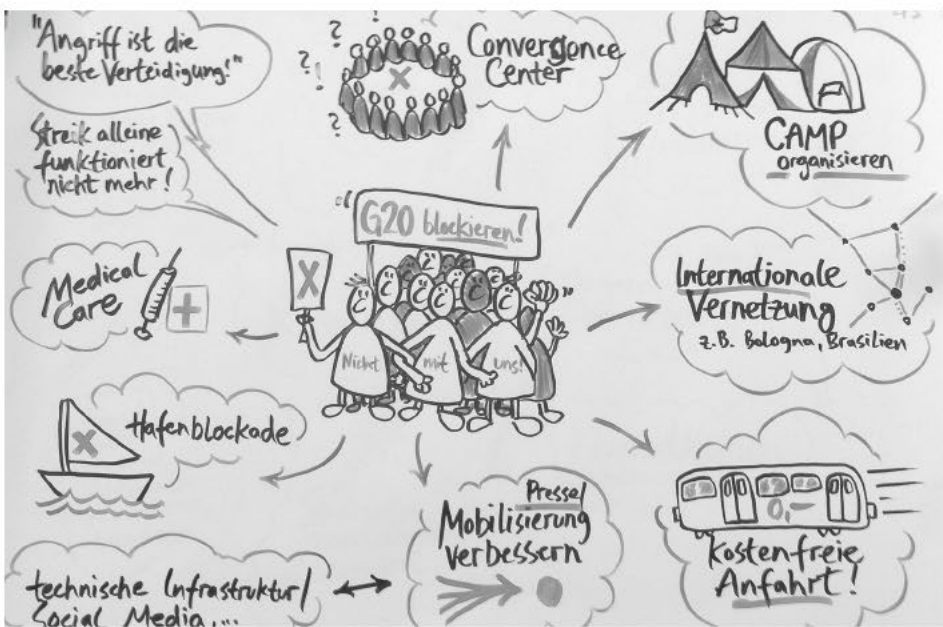 "Angriff ist die
beste Verteidigung!"
Streik alleine
funktioniert
nicht mehr!
? ? ? ! ?
Convergence
Center
CAMP
organisieren
G20 blockieren!
Nicht mit uns!
Medical
Care
Internationale
Vernetzung
z.B. Bologna, Brasilien
Hafenblockade
Presse/
Mobilisierung
verbessern
0,-
kostenfreie
Anfahrt!
technische Infrastruktur/
Social Media,...